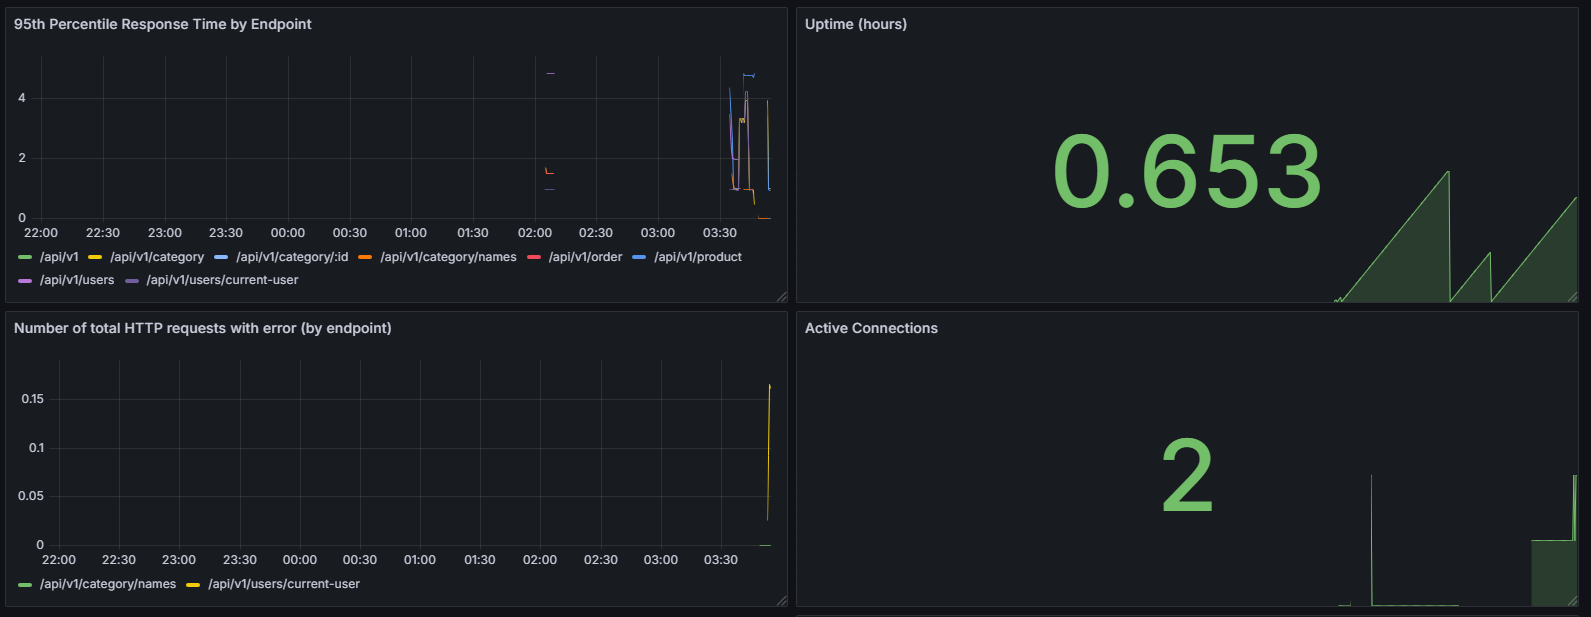 95th Percentile Response Time by Endpoint
4
2
0
22:00 22:30 23:00 23:30 00:00 00:30 01:00 01:30 02:00 02:30 03:00 03:30
/api/v1 /api/v1/category /api/v1/category/:id /api/v1/category/names /api/v1/order /api/v1/product
/api/v1/users /api/v1/users/current-user
Uptime (hours)
0.653
Number of total HTTP requests with error (by endpoint)
0.15
0.1
0.05
0
22:00 22:30 23:00 23:30 00:00 00:30 01:00 01:30 02:00 02:30 03:00 03:30
/api/v1/category/names /api/v1/users/current-user
Active Connections
2